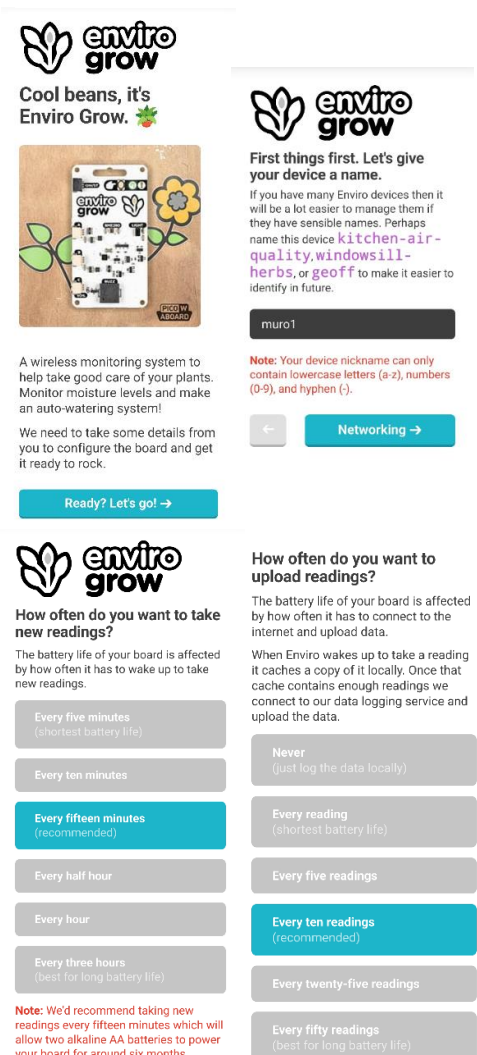 enviro
grow
Cool beans, it's
Enviro Grow.
enviro
grow
PICO W
ABOARD
A wireless monitoring system to
help take good care of your plants.
Monitor moisture levels and make
an auto-watering system!
We need to take some details from
you to configure the board and get
it ready to rock.
Ready? Let's go! →
enviro
grow
First things first. Let's give
your device a name.
If you have many Enviro devices then it
will be a lot easier to manage them if
they have sensible names. Perhaps
name this device kitchen-air-
quality, windowsill-
herbs, or geoff to make it easier to
identify in future.
muro1
Note: Your device nickname can only
contain lowercase letters (a-z), numbers
(0-9), and hyphen (-).
←
Networking →
enviro
grow
How often do you want to take
new readings?
The battery life of your board is affected
by how often it has to wake up to take
new readings.
Every five minutes
(shortest battery life)
Every ten minutes
Every fifteen minutes
(recommended)
Every half hour
Every hour
Every three hours
(best for long battery life)
Note: We'd recommend taking new
readings every fifteen minutes which will
allow two alkaline AA batteries to power
your board for around six months
How often do you want to
upload readings?
The battery life of your board is affected
by how often it has to connect to the
internet and upload data.
When Enviro wakes up to take a reading
it caches a copy of it locally. Once that
cache contains enough readings we
connect to our data logging service and
upload the data.
Never
(just log the data locally)
Every reading
(shortest battery life)
Every five readings
Every ten readings
(recommended)
Every twenty-five readings
Every fifty readings
(best for long battery life)